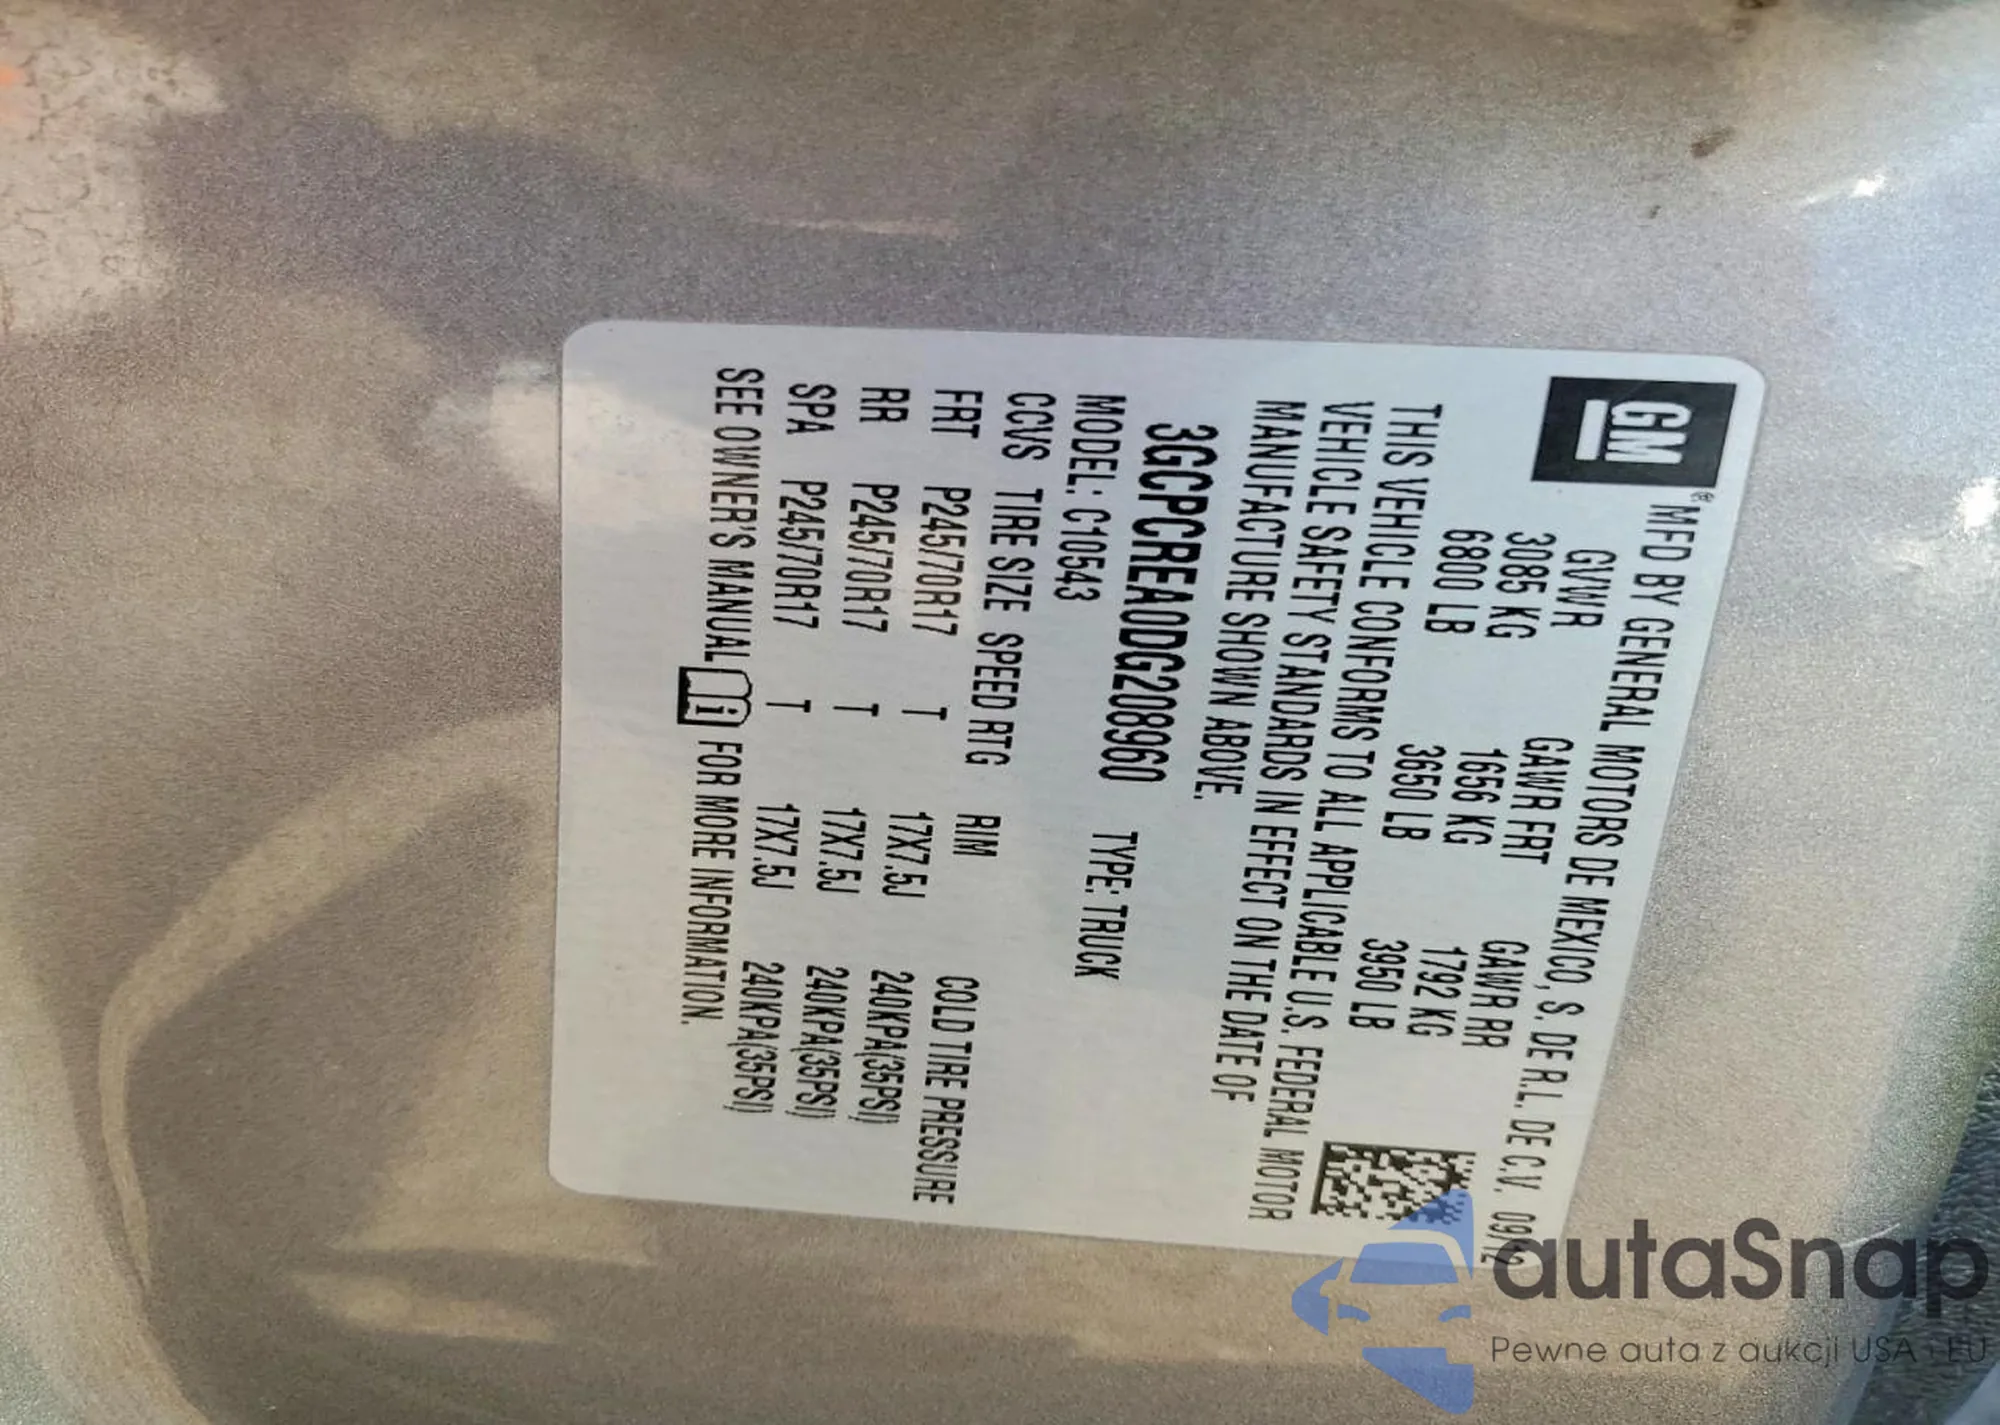 GM®
MFD BY GENERAL MOTORS DE MEXICO, S. DE R.L. DE C.V. 09/12
GVWR GAWR FRT GAWR RR
3085 KG 1656 KG 1792 KG
6800 LB 3650 LB 3950 LB
THIS VEHICLE CONFORMS TO ALL APPLICABLE U.S. FEDERAL MOTOR
VEHICLE SAFETY STANDARDS IN EFFECT ON THE DATE OF
MANUFACTURE SHOWN ABOVE.
3GCPCREA0DG208960 TYPE: TRUCK
MODEL: C10543
CCVS TIRE SIZE SPEED RTG RIM COLD TIRE PRESSURE
FRT P245/70R17 T 17X7.5J 240KPA(35PSI)
RR P245/70R17 T 17X7.5J 240KPA(35PSI)
SPA P245/70R17 T 17X7.5J 240KPA(35PSI)
SEE OWNER'S MANUAL i FOR MORE INFORMATION.
autaSnap
Pewne auta z aukcji USA i EU